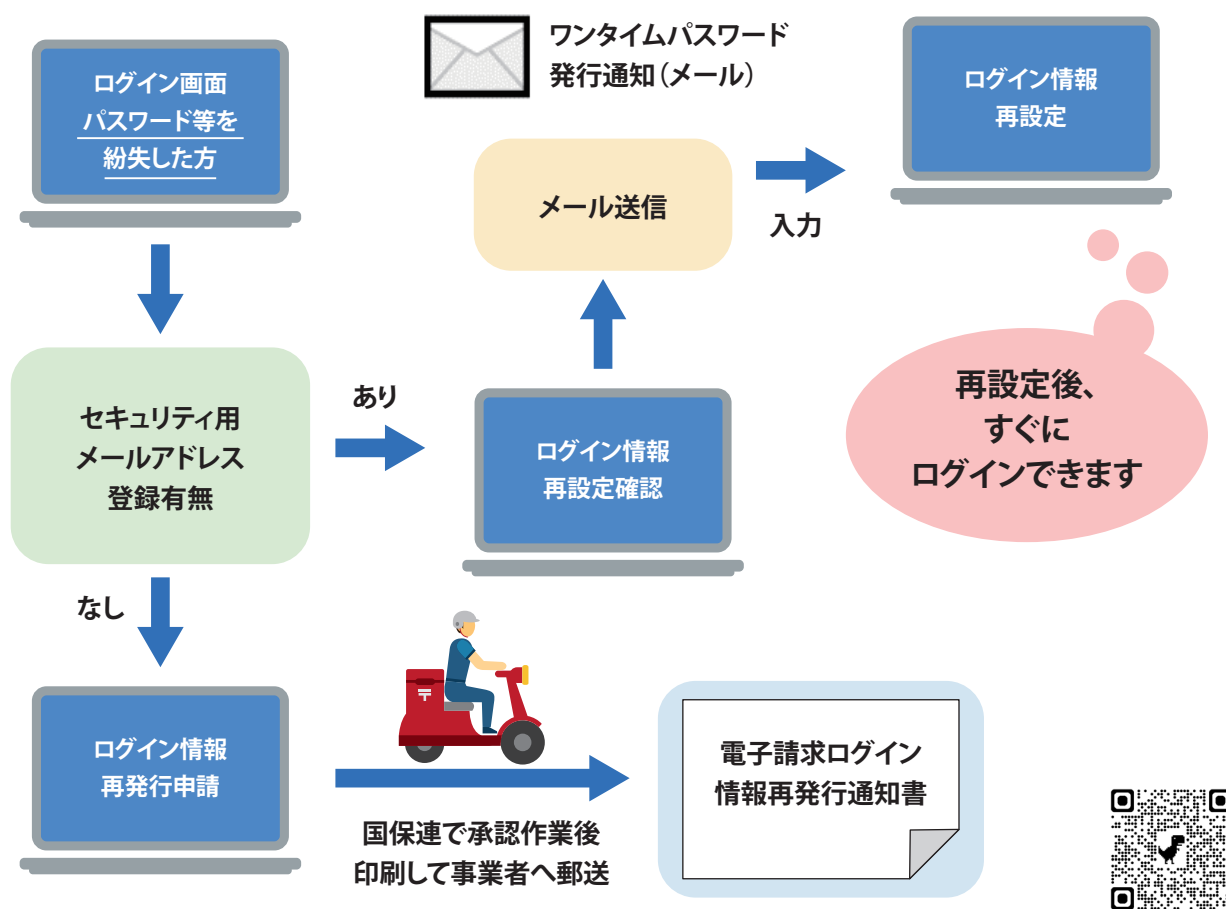 ログイン画面
パスワード等を
紛失した方
ワンタイムパスワード
発行通知（メール）
ログイン情報
再設定
メール送信
入力
セキュリティ用
メールアドレス
登録有無
あり
ログイン情報
再設定確認
再設定後、
すぐに
ログインできます
なし
ログイン情報
再発行申請
〒
国保連で承認作業後
印刷して事業者へ郵送
電子請求ログイン
情報再発行通知書